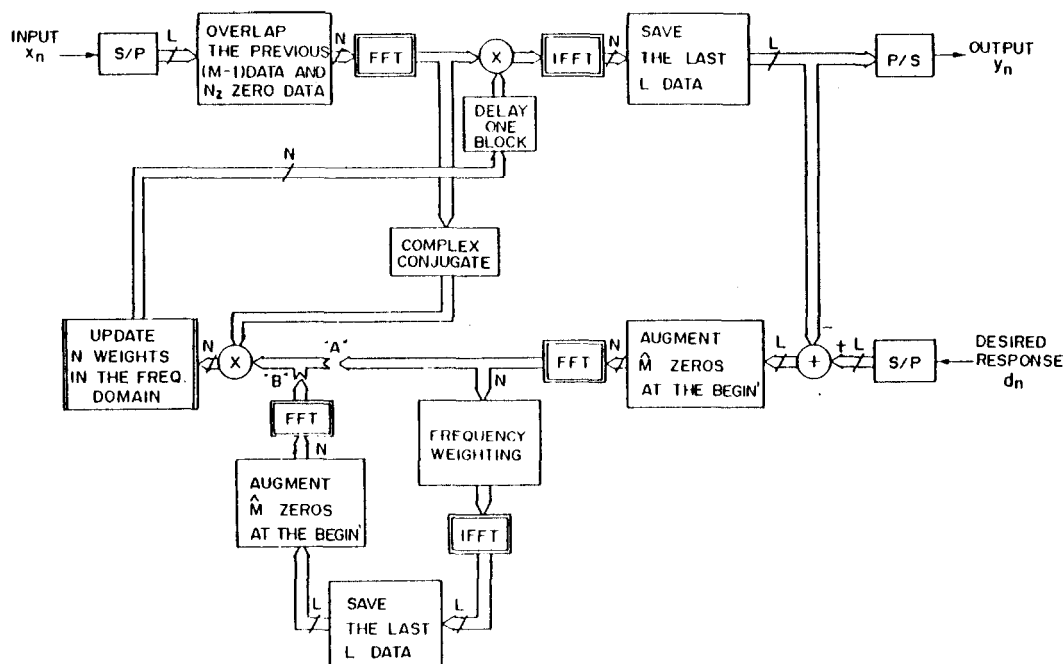 INPUT
xn
S/P
L
OVERLAP
THE PREVIOUS
(M-1)DATA AND
N2 ZERO DATA
N
FFT
X
IFFT
N
SAVE
THE LAST
L DATA
L
P/S
OUTPUT
yn
DELAY
ONE
BLOCK
N
COMPLEX
CONJUGATE
UPDATE
N WEIGHTS
IN THE FREQ.
DOMAIN
N
X
"A"
"B"
N
FFT
N
AUGMENT
M̂ ZEROS
AT THE BEGIN'
L
+
-
+
L
S/P
DESIRED
RESPONSE
dn
FFT
N
AUGMENT
M̂ ZEROS
AT THE BEGIN'
FREQUENCY
WEIGHTING
IFFT
L
SAVE
THE LAST
L DATA
L